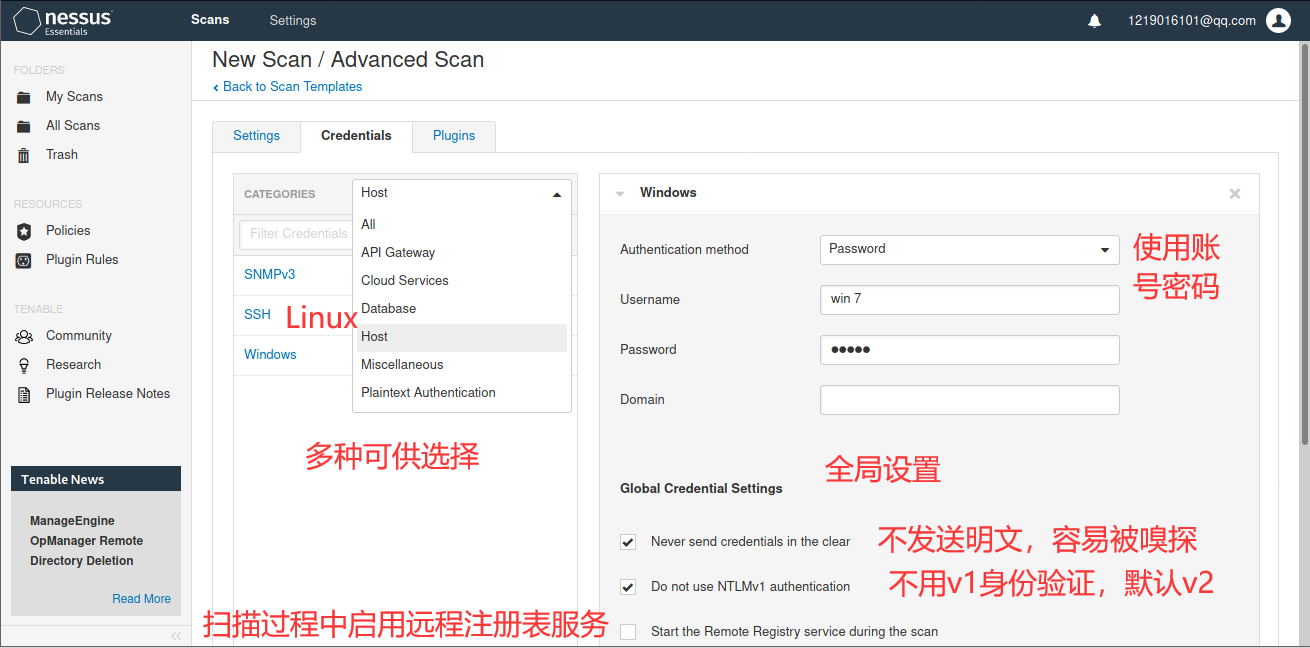 nessus
Essentials
Scans
Settings
1219016101@qq.com
FOLDERS
My Scans
All Scans
Trash
RESOURCES
Policies
Plugin Rules
TENABLE
Community
Research
Plugin Release Notes
Tenable News
ManageEngine
OpManager Remote
Directory Deletion
Read More
New Scan / Advanced Scan
Back to Scan Templates
Settings
Credentials
Plugins
CATEGORIES
Host
Filter Credentials
SNMPv3
SSH
Linux
Windows
All
API Gateway
Cloud Services
Database
Host
Miscellaneous
Plaintext Authentication
多种可供选择
Windows
Authentication method
Password
使用账
号密码
Username
win 7
Password
Domain
全局设置
Global Credential Settings
Never send credentials in the clear
不发送明文，容易被嗅探
Do not use NTLMv1 authentication
不用v1身份验证，默认v2
扫描过程中启用远程注册表服务
Start the Remote Registry service during the scan